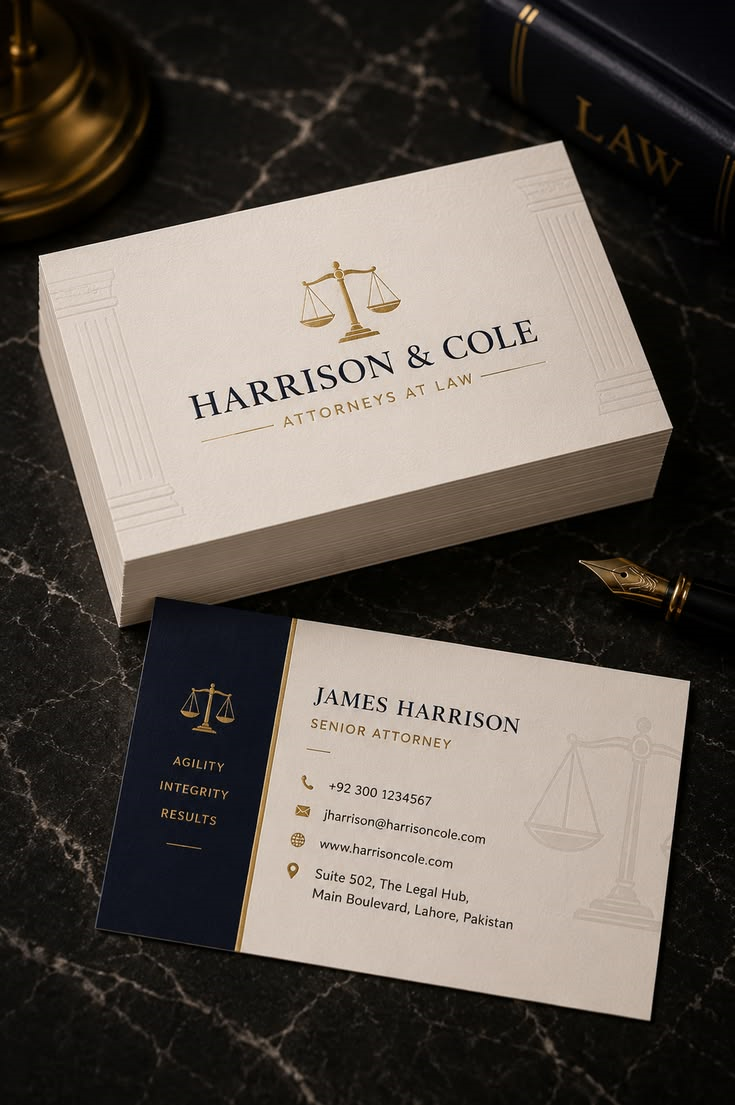 LAW
HARRISON & COLE
ATTORNEYS AT LAW
AGILITY
INTEGRITY
RESULTS
JAMES HARRISON
SENIOR ATTORNEY
+92 300 1234567
jharrison@harrisoncole.com
www.harrisoncole.com
Suite 502, The Legal Hub,
Main Boulevard, Lahore, Pakistan